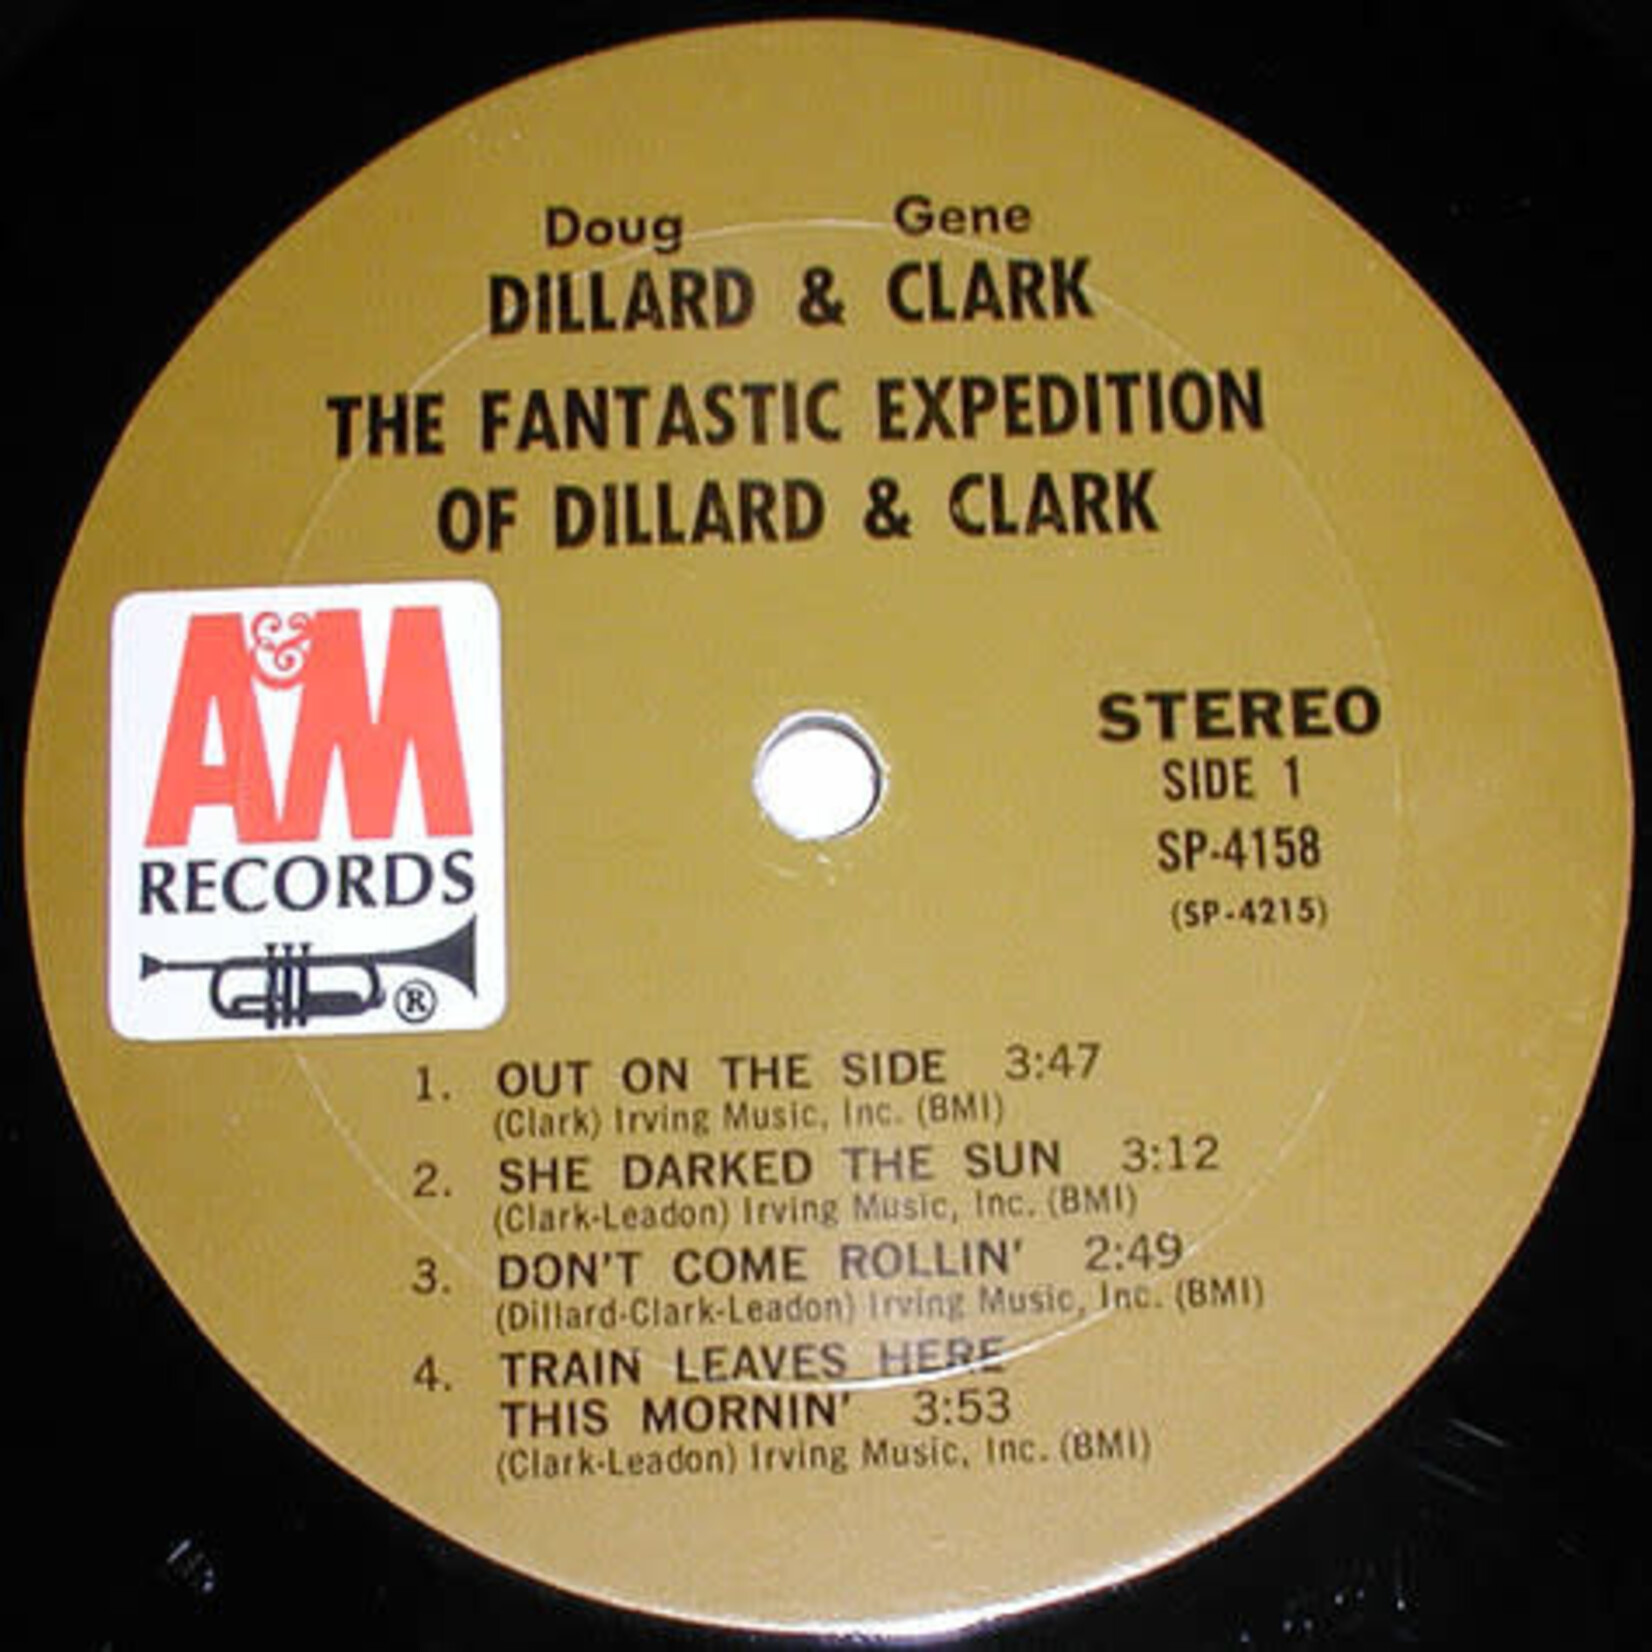 Doug Gene
DILLARD & CLARK
THE FANTASTIC EXPEDITION
OF DILLARD & CLARK
A&M
RECORDS
®
STEREO
SIDE 1
SP-4158
(SP-4215)
1. OUT ON THE SIDE 3:47
(Clark) Irving Music, Inc. (BMI)
2. SHE DARKED THE SUN 3:12
(Clark-Leadon) Irving Music, Inc. (BMI)
3. DON'T COME ROLLIN' 2:49
(Dillard-Clark-Leadon) Irving Music, Inc. (BMI)
4. TRAIN LEAVES HERE
THIS MORNIN' 3:53
(Clark-Leadon) Irving Music, Inc. (BMI)